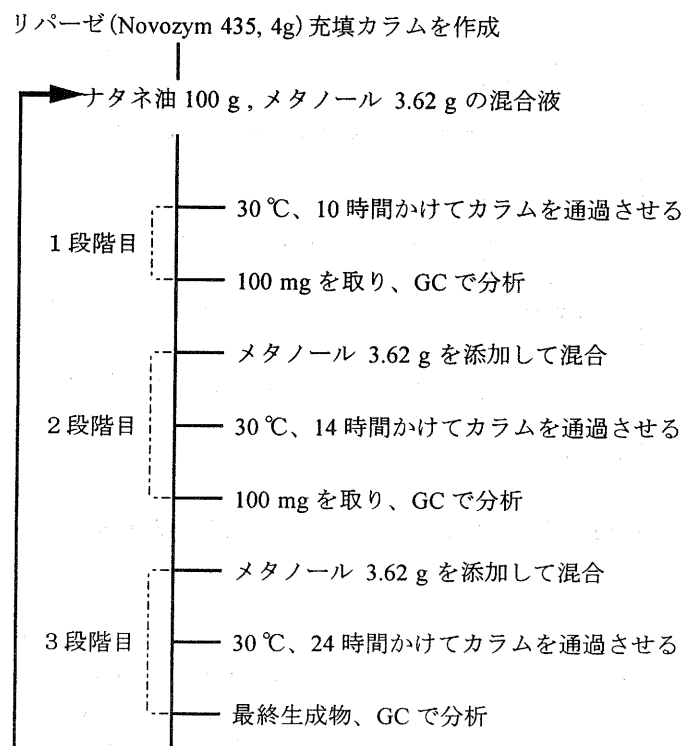 リパーゼ(Novozym 435, 4g)充填カラムを作成
ナタネ油 100 g , メタノール 3.62 g の混合液
1段階目
30 ℃、10 時間かけてカラムを通過させる
100 mg を取り、GC で分析
2段階目
メタノール 3.62 g を添加して混合
30 ℃、14 時間かけてカラムを通過させる
100 mg を取り、GC で分析
3段階目
メタノール 3.62 g を添加して混合
30 ℃、24 時間かけてカラムを通過させる
最終生成物、GC で分析